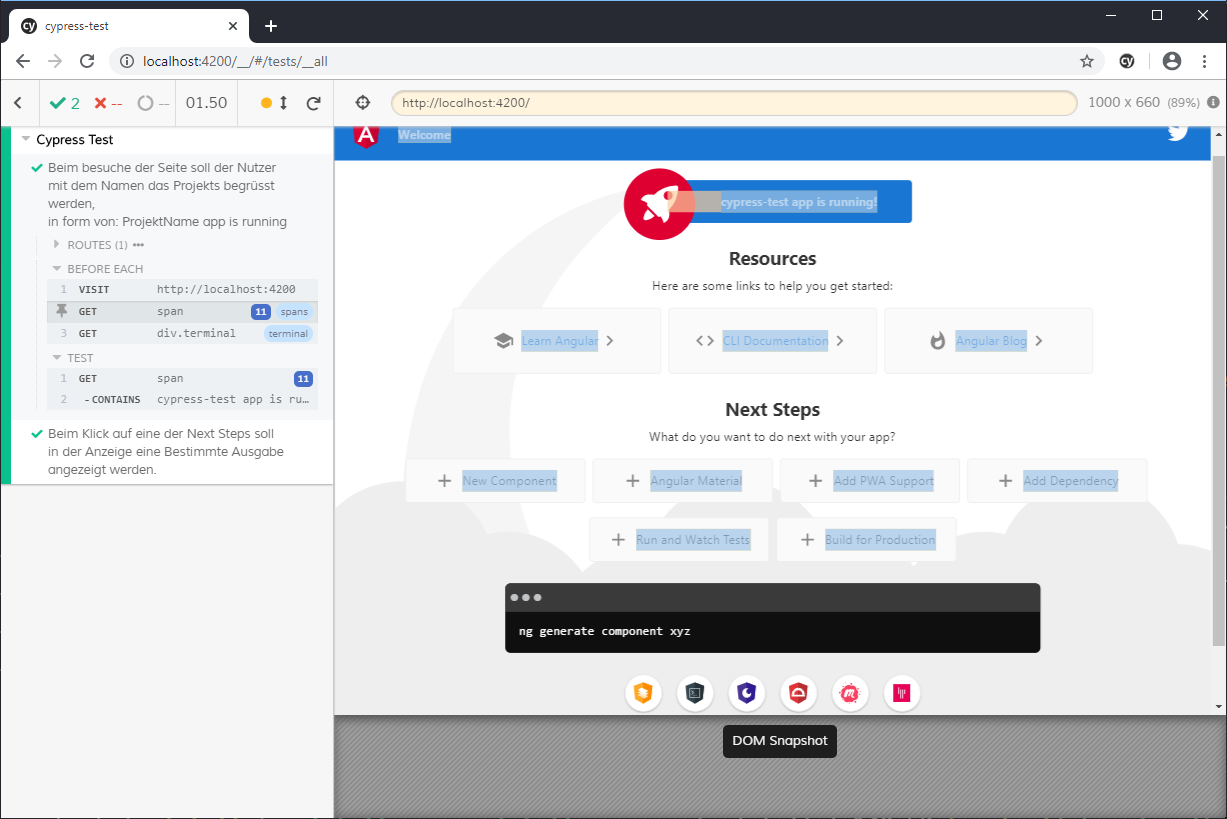 cypress-test
localhost:4200/__/#/tests/__all
2 -- -- 01.50
http://localhost:4200/
1000 x 660 (89%)
Cypress Test
Beim besuche der Seite soll der Nutzer
mit dem Namen das Projekts begrüsst
werden,
in form von: ProjektName app is running
ROUTES (1)
BEFORE EACH
1 VISIT http://localhost:4200
GET span 11 spans
3 GET div.terminal terminal
TEST
1 GET span 11
2 -CONTAINS cypress-test app is ru…
Beim Klick auf eine der Next Steps soll
in der Anzeige eine Bestimmte Ausgabe
angezeigt werden.
Welcome
cypress-test app is running!
Resources
Here are some links to help you get started:
Learn Angular
CLI Documentation
Angular Blog
Next Steps
What do you want to do next with your app?
New Component
Angular Material
Add PWA Support
Add Dependency
Run and Watch Tests
Build for Production
ng generate component xyz
DOM Snapshot